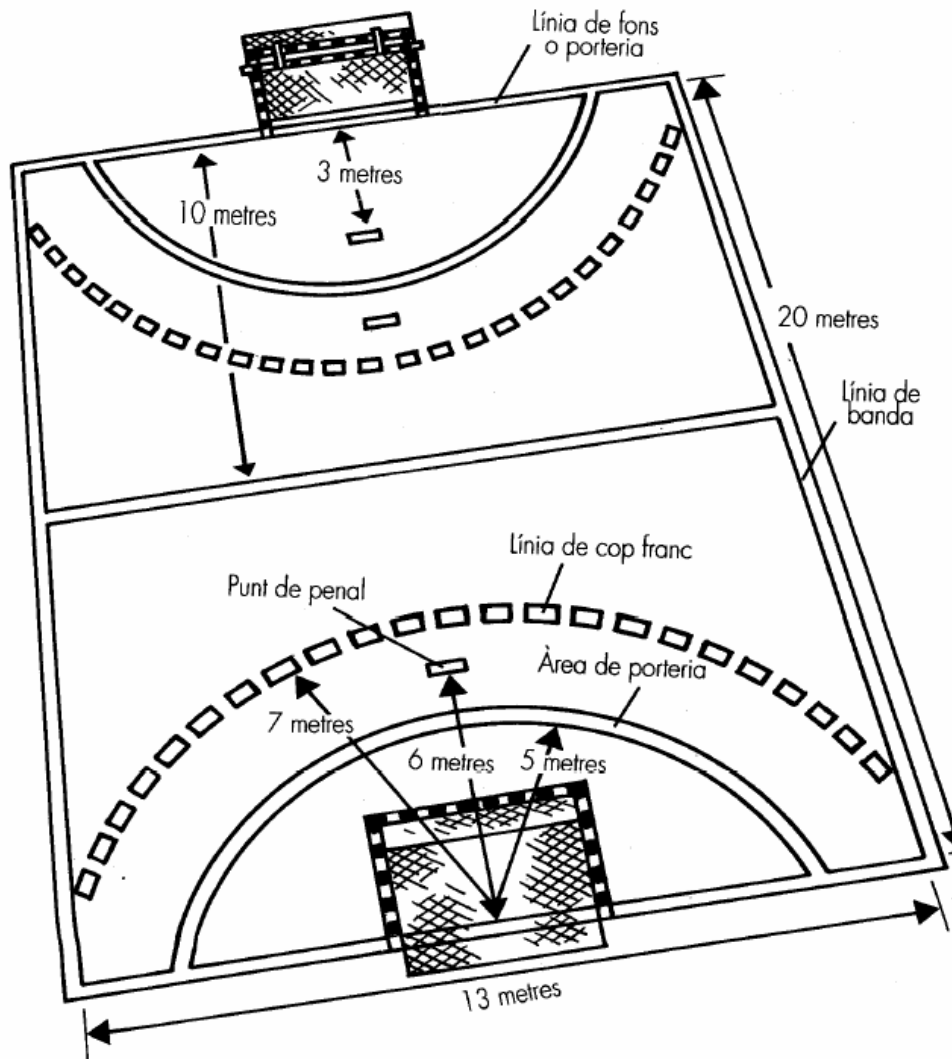 Línia de fons
o porteria
3 metres
10 metres
20 metres
Línia de
banda
Línia de cop franc
Punt de penal
Àrea de porteria
7 metres
6 metres
5 metres
13 metres